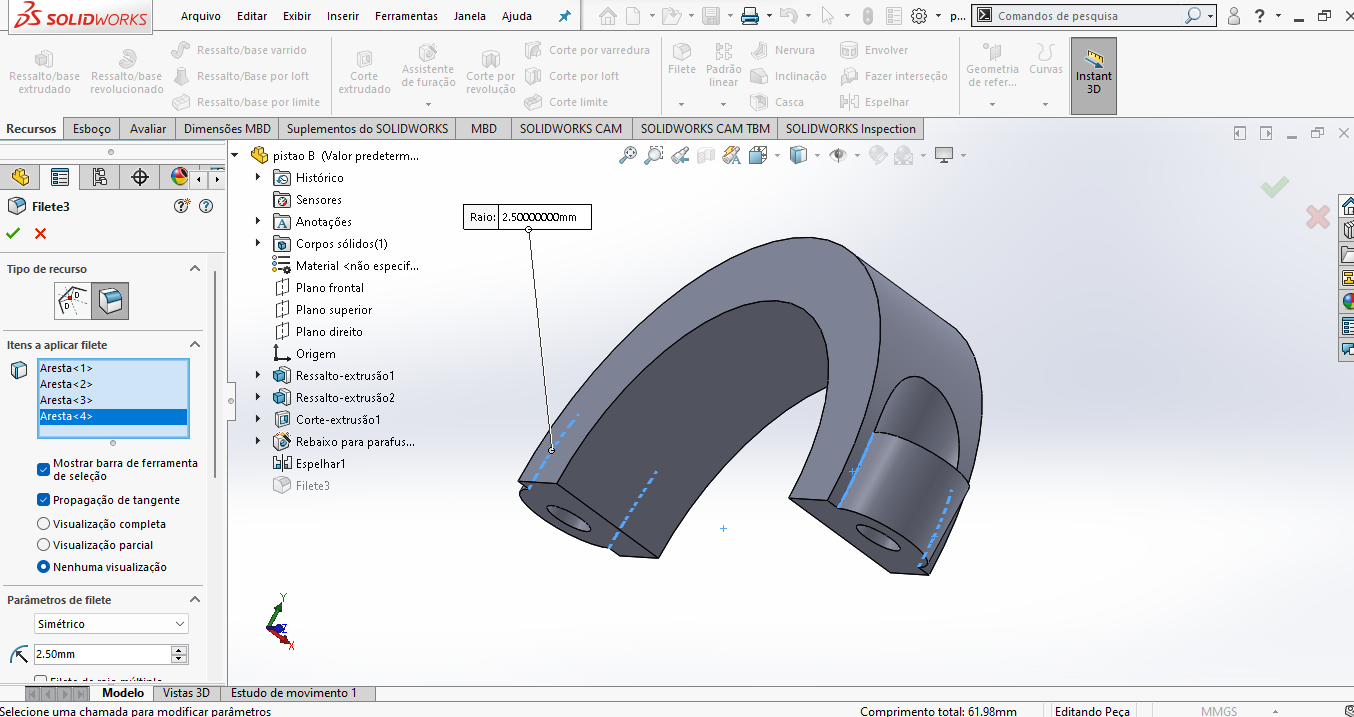 SOLIDWORKS
Arquivo Editar Exibir Inserir Ferramentas Janela Ajuda
p...
Comandos de pesquisa
Ressalto/base extrudado
Ressalto/base revolucionado
Ressalto/base varrido
Ressalto/Base por loft
Ressalto/base por limite
Corte extrudado
Assistente de furação
Corte por revolução
Corte por varredura
Corte por loft
Corte limite
Filete
Padrão linear
Nervura
Inclinação
Casca
Envolver
Fazer interseção
Espelhar
Geometria de refer...
Curvas
Instant 3D
Recursos Esboço Avaliar Dimensões MBD Suplementos do SOLIDWORKS MBD SOLIDWORKS CAM SOLIDWORKS CAM TBM SOLIDWORKS Inspection
Filete3
Tipo de recurso
Itens a aplicar filete
Aresta<1>
Aresta<2>
Aresta<3>
Aresta<4>
Mostrar barra de ferramenta
de seleção
Propagação de tangente
Visualização completa
Visualização parcial
Nenhuma visualização
Parâmetros de filete
Simétrico
2.50mm
pistao B (Valor predeterm...
Histórico
Sensores
Anotações
Corpos sólidos(1)
Material <não especif...
Plano frontal
Plano superior
Plano direito
Origem
Ressalto-extrusão1
Ressalto-extrusão2
Corte-extrusão1
Rebaixo para parafus...
Espelhar1
Filete3
Raio: 2.50000000mm
Y
Z
X
Modelo Vistas 3D Estudo de movimento 1
Selecione uma chamada para modificar parâmetros
Comprimento total: 61.98mm Editando Peça MMGS